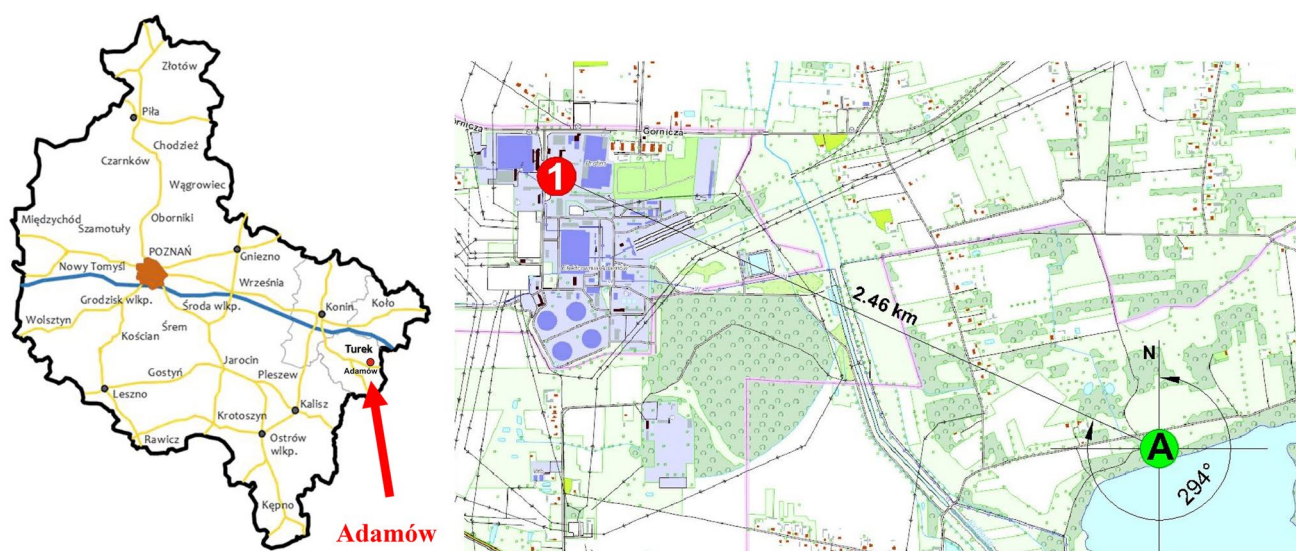 Złotów
Piła
Chodzież
Czarnków
Wągrowiec
Oborniki
Międzychód
Szamotuły
POZNAŃ
Gniezno
Nowy Tomyśl
Września
Koło
Grodzisk wlkp.
Środa wlkp.
Konin
Wolsztyn
Śrem
Kościan
Turek
Adamów
Jarocin
Gostyń
Pleszew
Leszno
Kalisz
Krotoszyn
Rawicz
Ostrów
wlkp.
Kępno
Adamów
Górnicza
1
2.46 km
N
A
294°